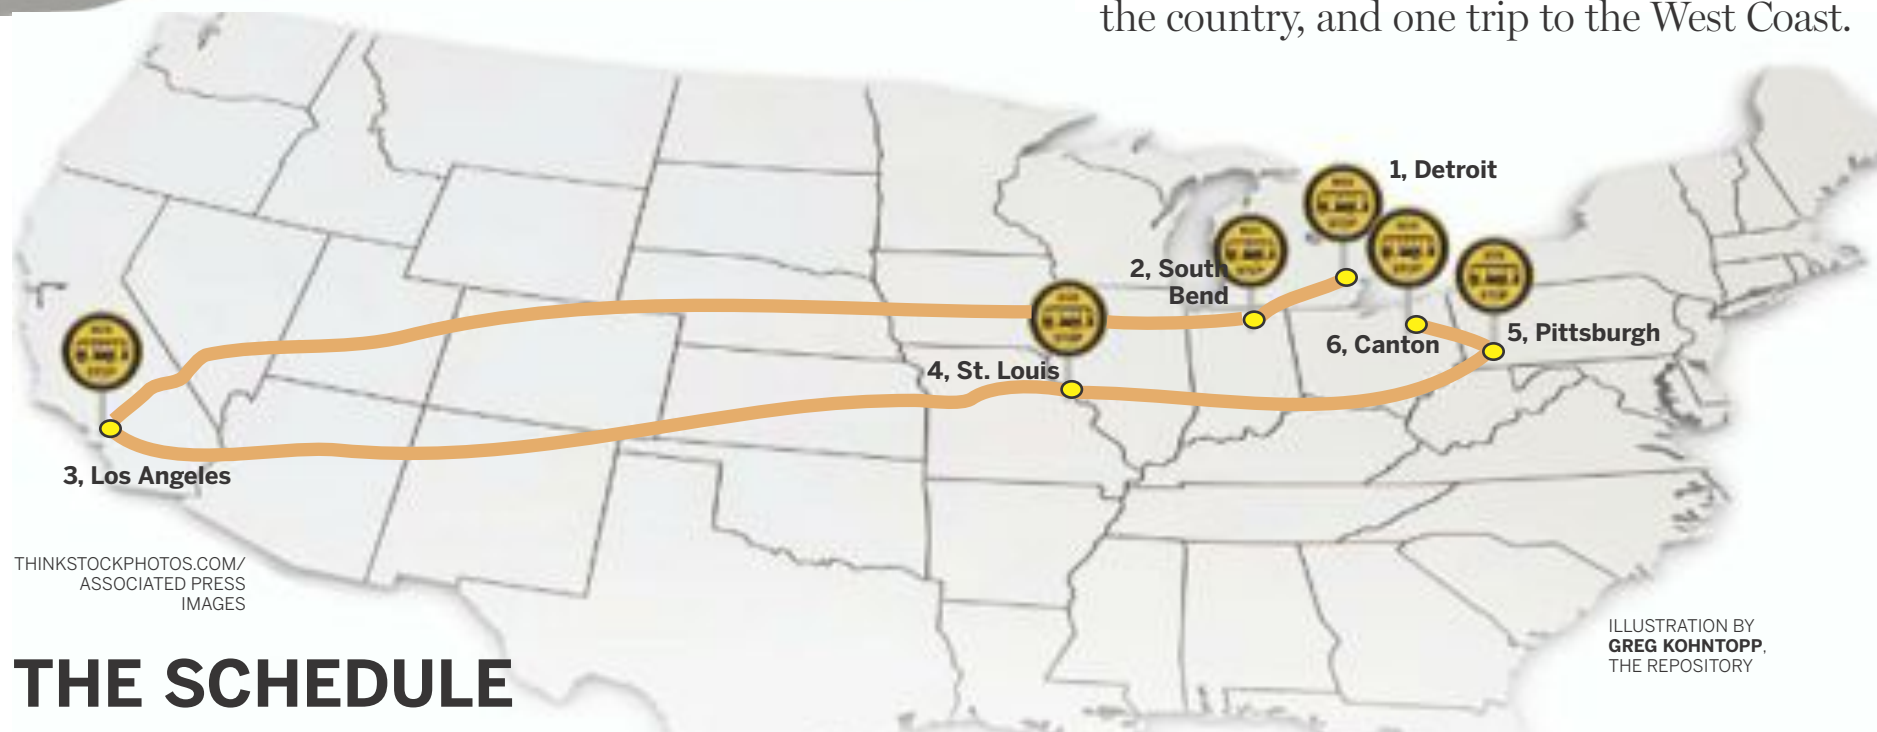 the country, and one trip to the West Coast.
1, Detroit
2, South
Bend
6, Canton
5, Pittsburgh
4, St. Louis
3, Los Angeles
THINKSTOCKPHOTOS.COM/
ASSOCIATED PRESS
IMAGES
ILLUSTRATION BY
GREG KOHNTOPP,
THE REPOSITORY
THE SCHEDULE